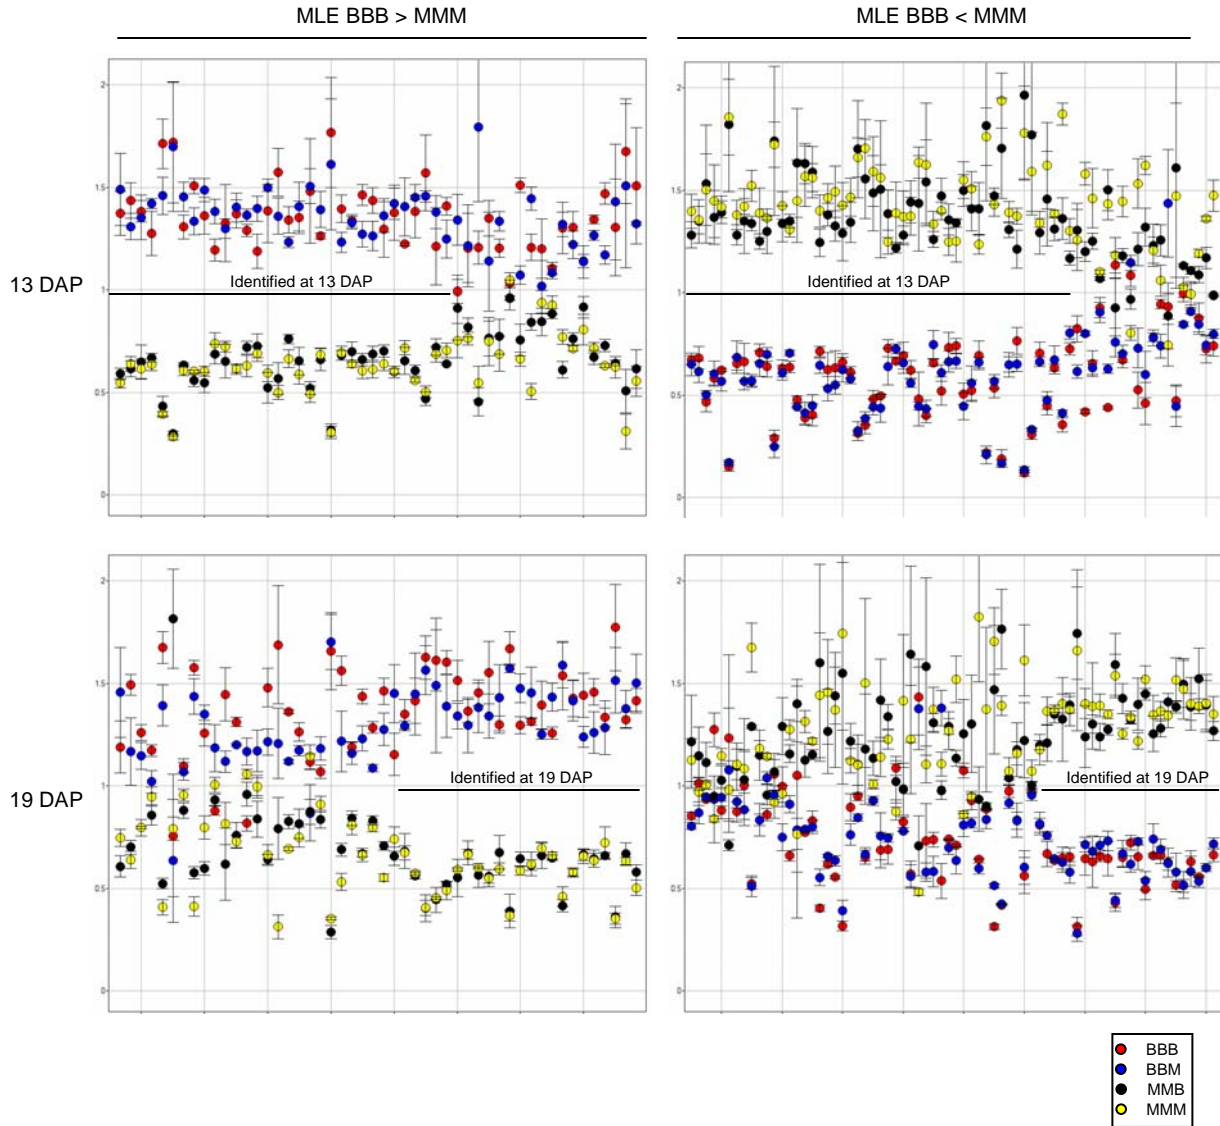 MLE BBB > MMM
MLE BBB < MMM
13 DAP
2
1.5
1
0.5
0
Identified at 13 DAP
2
1.5
1
0.5
0
Identified at 13 DAP
19 DAP
2
1.5
1
0.5
0
Identified at 19 DAP
2
1.5
1
0.5
0
Identified at 19 DAP
BBB
BBM
MMB
MMM